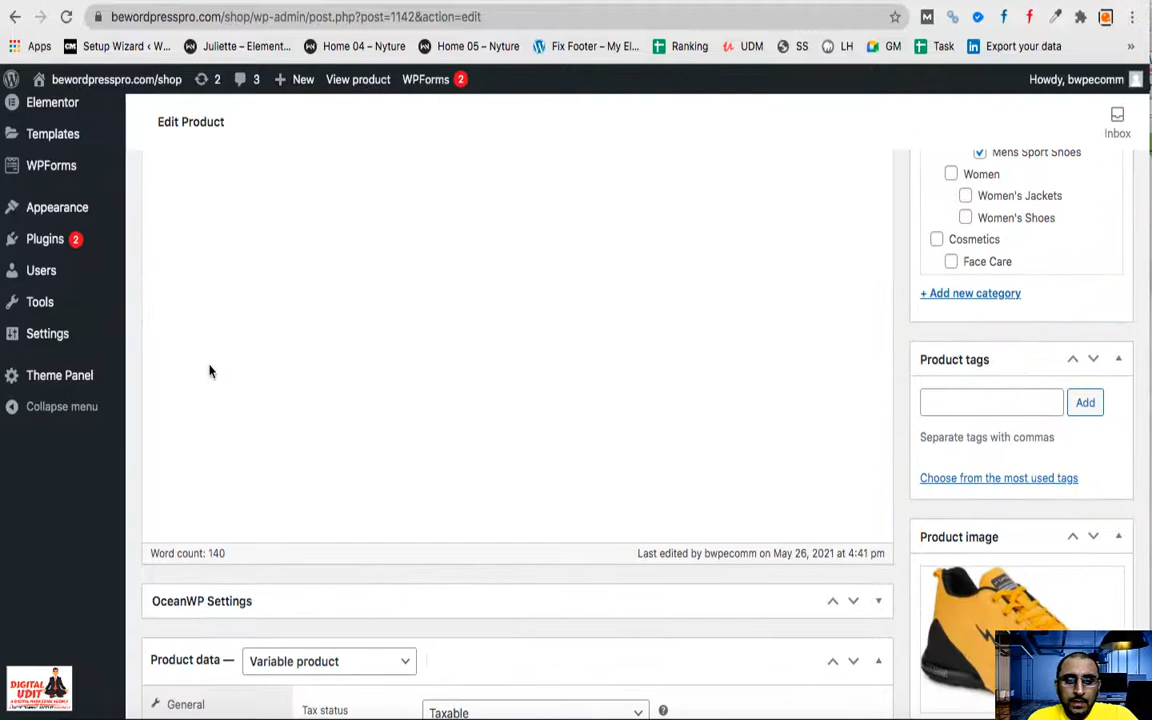 bewordpresspro.com/shop/wp-admin/post.php?post=1142&action=edit
Apps
Setup Wizard ‹ W...
Juliette – Element...
Home 04 – Nyture
Home 05 – Nyture
Fix Footer – My El...
Ranking
UDM
SS
LH
GM
Task
Export your data
»
bewordpresspro.com/shop
2
3
+ New
View product
WPForms 2
Howdy, bwpecomm
Elementor
Templates
WPForms
Appearance
Plugins 2
Users
Tools
Settings
Theme Panel
Collapse menu
DIGITAL
UDIT
Edit Product
Inbox
Word count: 140
Last edited by bwpecomm on May 26, 2021 at 4:41 pm
OceanWP Settings
Product data — Variable product
General
Tax status
Taxable
Mens Sport Shoes
Women
Women's Jackets
Women's Shoes
Cosmetics
Face Care
+ Add new category
Product tags
Add
Separate tags with commas
Choose from the most used tags
Product image